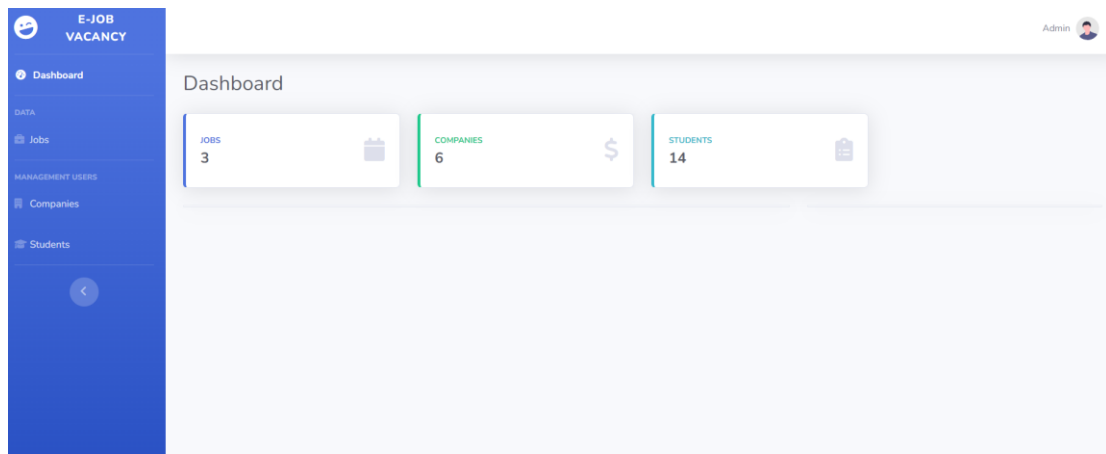 E-JOB
VACANCY
Dashboard
DATA
Jobs
MANAGEMENT USERS
Companies
Students
Admin
Dashboard
JOBS
3
COMPANIES
6
STUDENTS
14